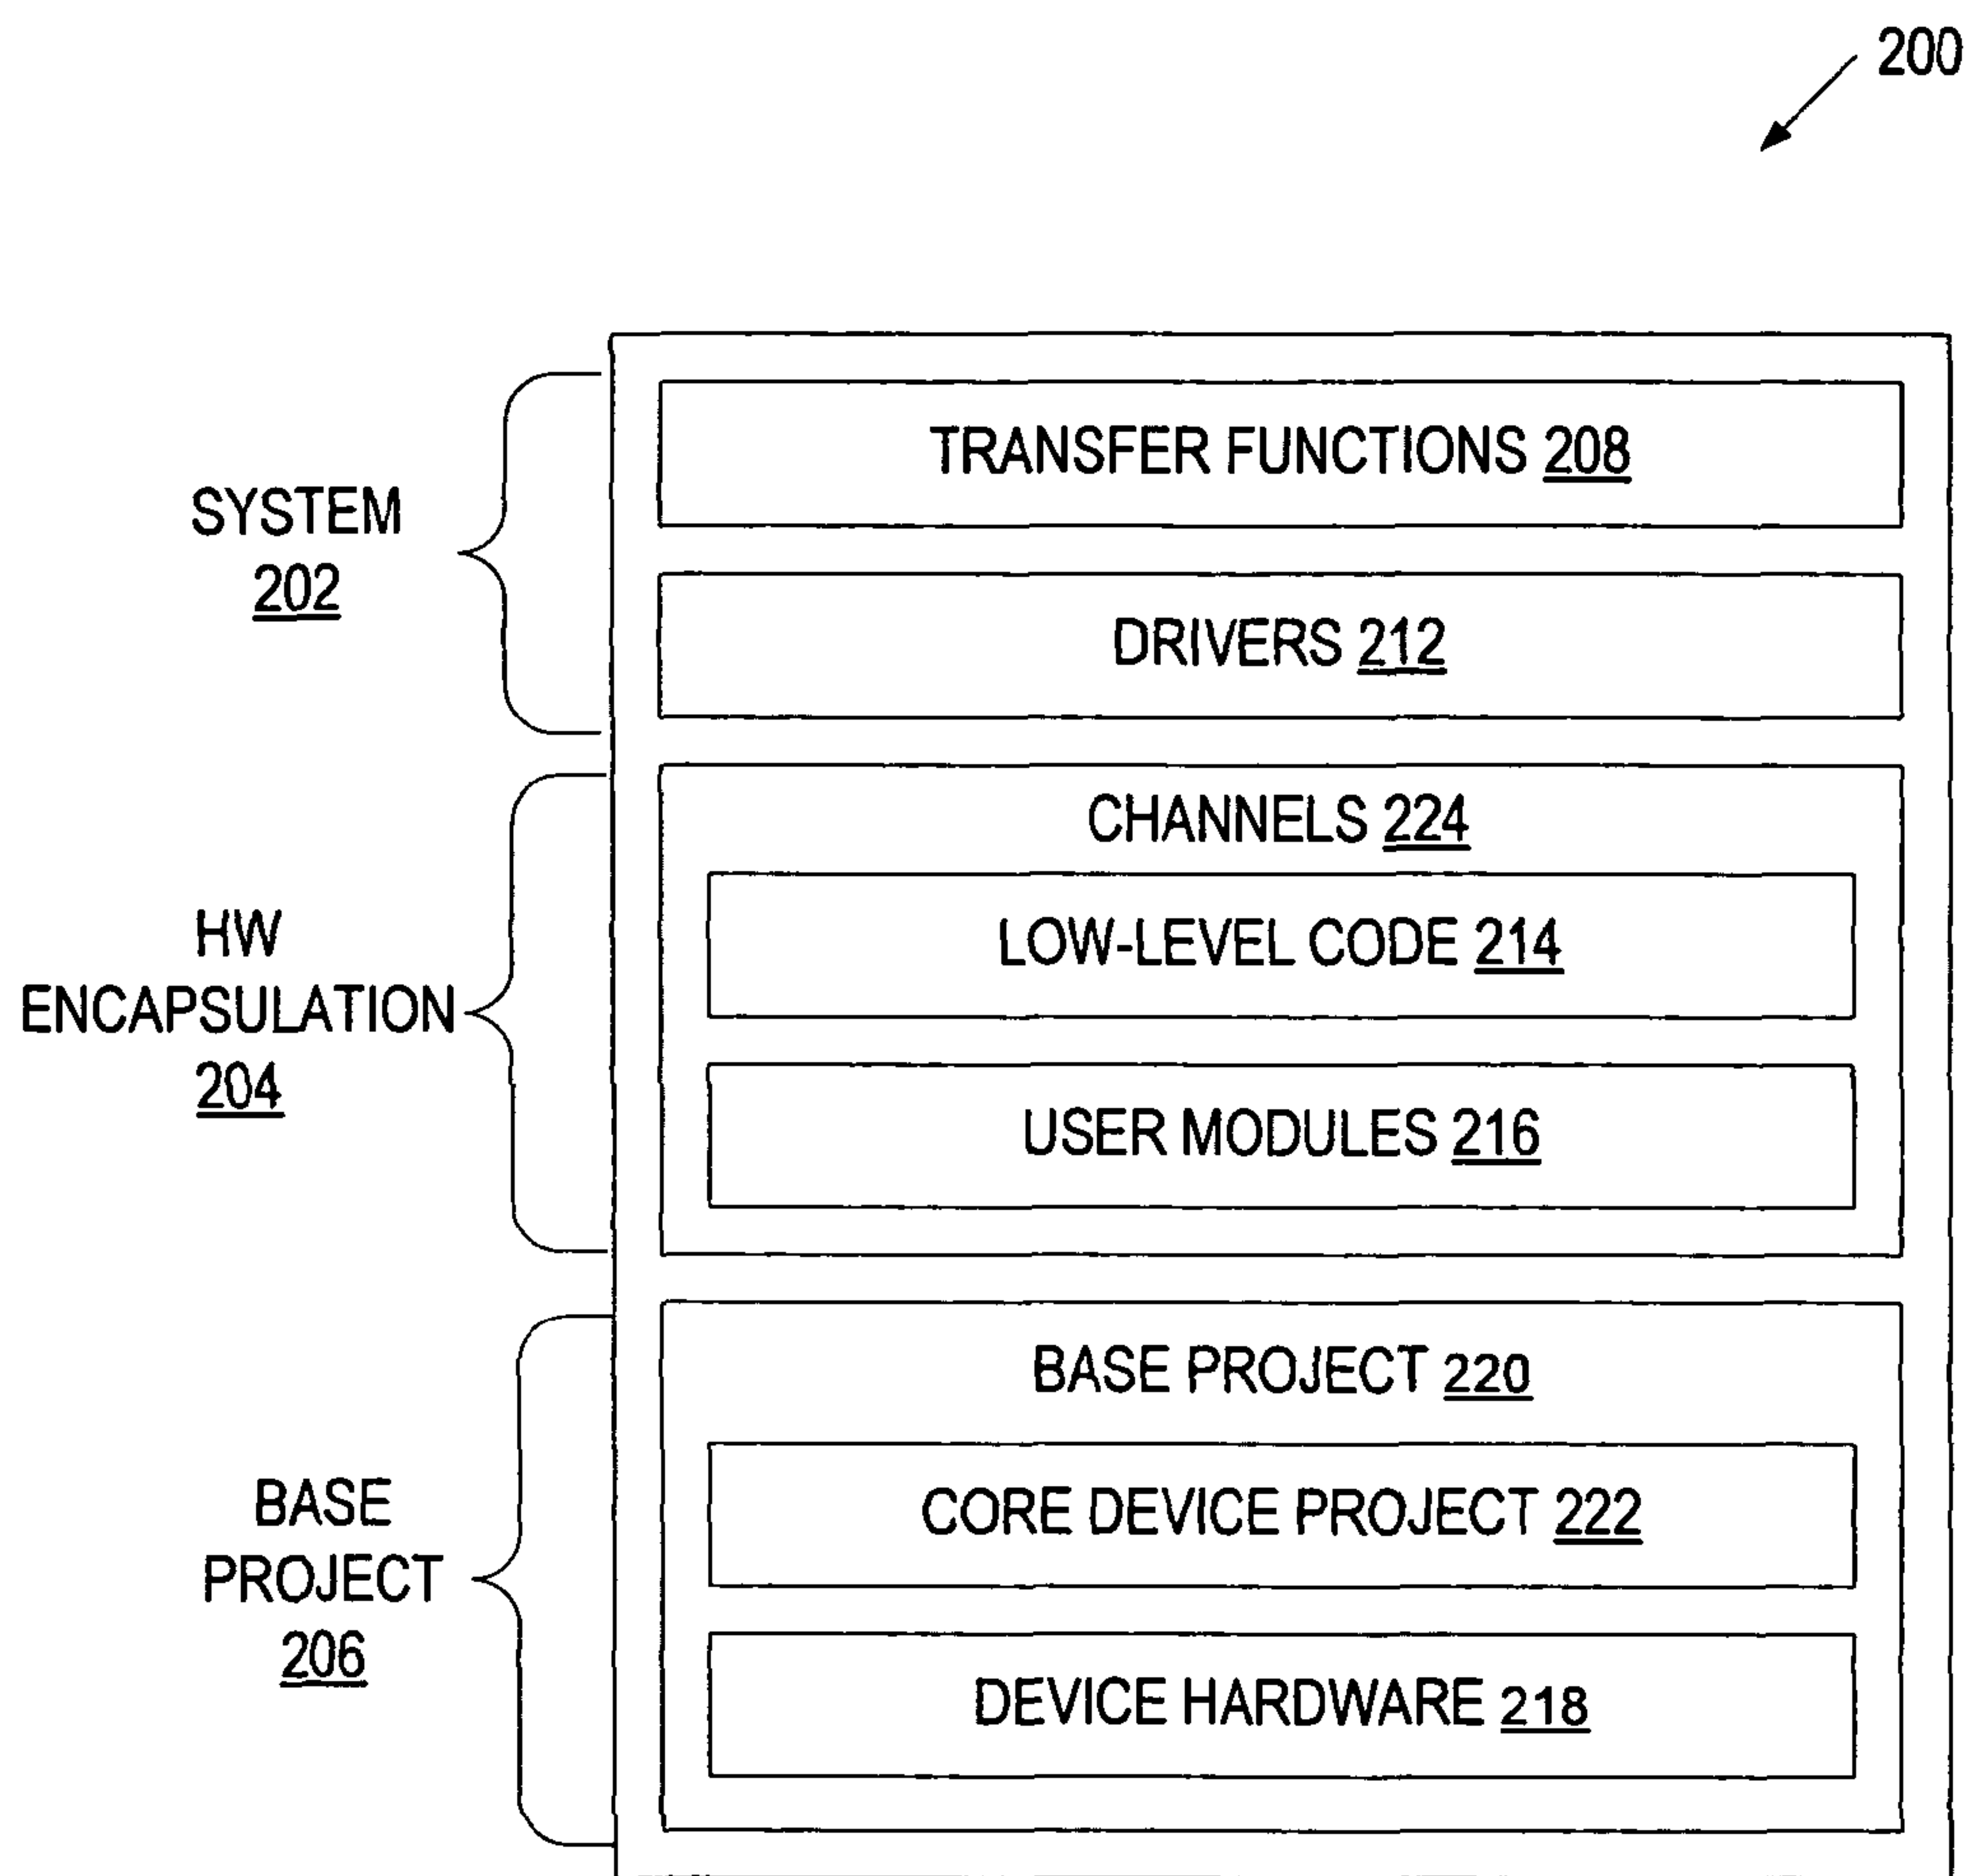 200
SYSTEM
202
TRANSFER FUNCTIONS 208
DRIVERS 212
HW
ENCAPSULATION
204
CHANNELS 224
LOW-LEVEL CODE 214
USER MODULES 216
BASE
PROJECT
206
BASE PROJECT 220
CORE DEVICE PROJECT 222
DEVICE HARDWARE 218